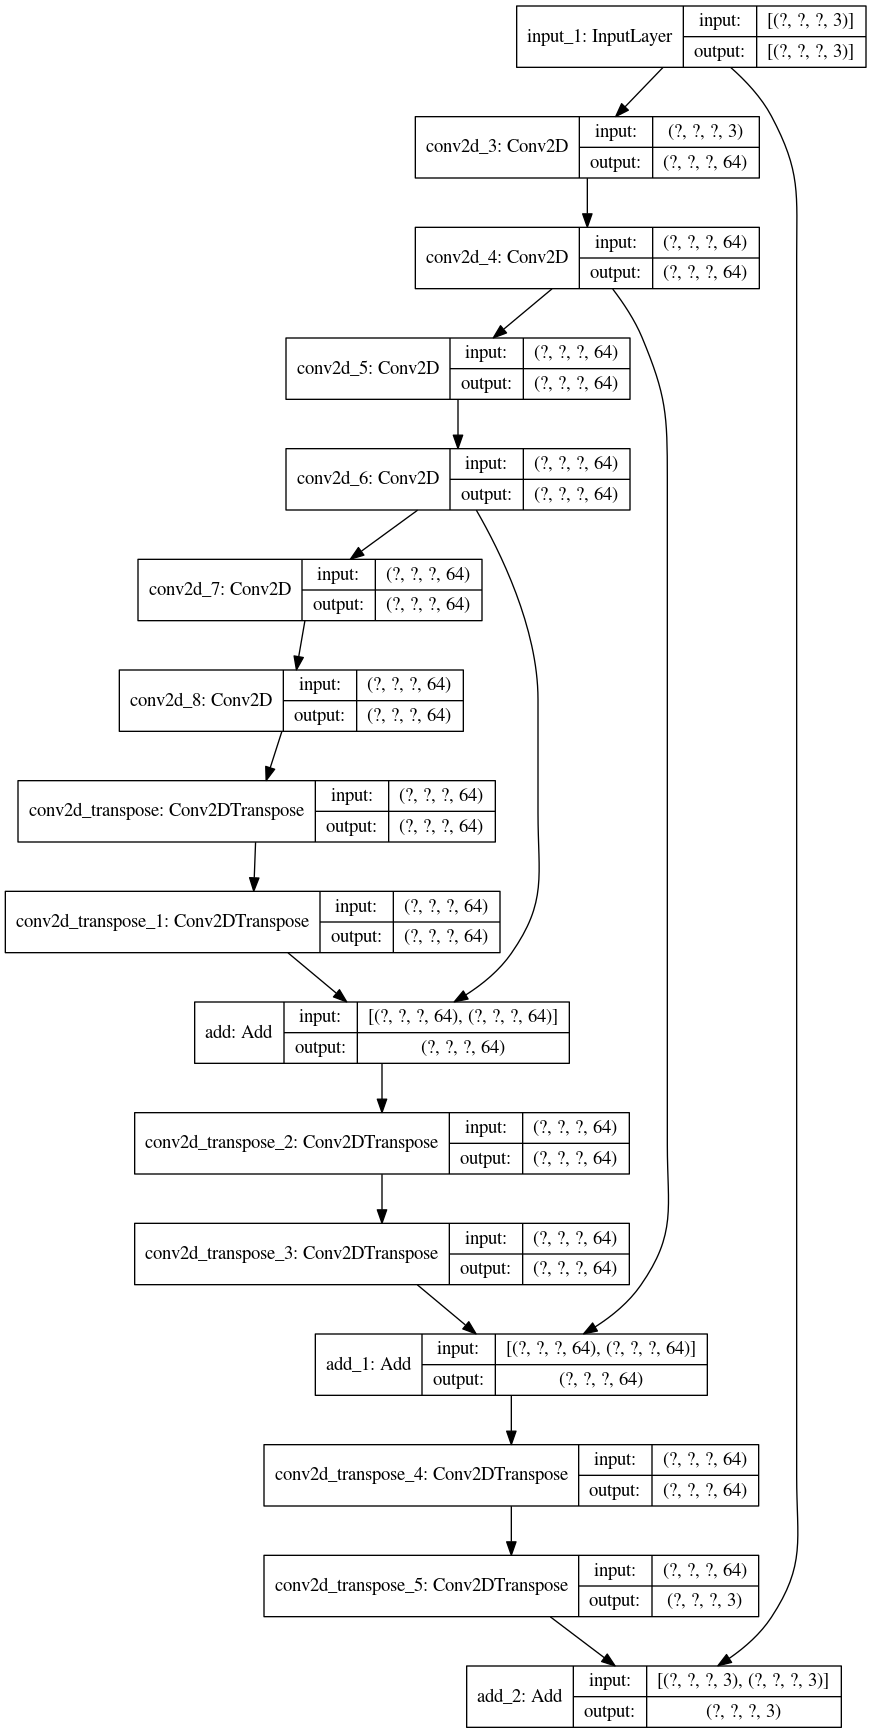 input_1: InputLayer
input: [(?, ?, ?, 3)]
output: [(?, ?, ?, 3)]
conv2d_3: Conv2D
input: (?, ?, ?, 3)
output: (?, ?, ?, 64)
conv2d_4: Conv2D
input: (?, ?, ?, 64)
output: (?, ?, ?, 64)
conv2d_5: Conv2D
input: (?, ?, ?, 64)
output: (?, ?, ?, 64)
conv2d_6: Conv2D
input: (?, ?, ?, 64)
output: (?, ?, ?, 64)
conv2d_7: Conv2D
input: (?, ?, ?, 64)
output: (?, ?, ?, 64)
conv2d_8: Conv2D
input: (?, ?, ?, 64)
output: (?, ?, ?, 64)
conv2d_transpose: Conv2DTranspose
input: (?, ?, ?, 64)
output: (?, ?, ?, 64)
conv2d_transpose_1: Conv2DTranspose
input: (?, ?, ?, 64)
output: (?, ?, ?, 64)
add: Add
input: [(?, ?, ?, 64), (?, ?, ?, 64)]
output: (?, ?, ?, 64)
conv2d_transpose_2: Conv2DTranspose
input: (?, ?, ?, 64)
output: (?, ?, ?, 64)
conv2d_transpose_3: Conv2DTranspose
input: (?, ?, ?, 64)
output: (?, ?, ?, 64)
add_1: Add
input: [(?, ?, ?, 64), (?, ?, ?, 64)]
output: (?, ?, ?, 64)
conv2d_transpose_4: Conv2DTranspose
input: (?, ?, ?, 64)
output: (?, ?, ?, 64)
conv2d_transpose_5: Conv2DTranspose
input: (?, ?, ?, 64)
output: (?, ?, ?, 3)
add_2: Add
input: [(?, ?, ?, 3), (?, ?, ?, 3)]
output: (?, ?, ?, 3)